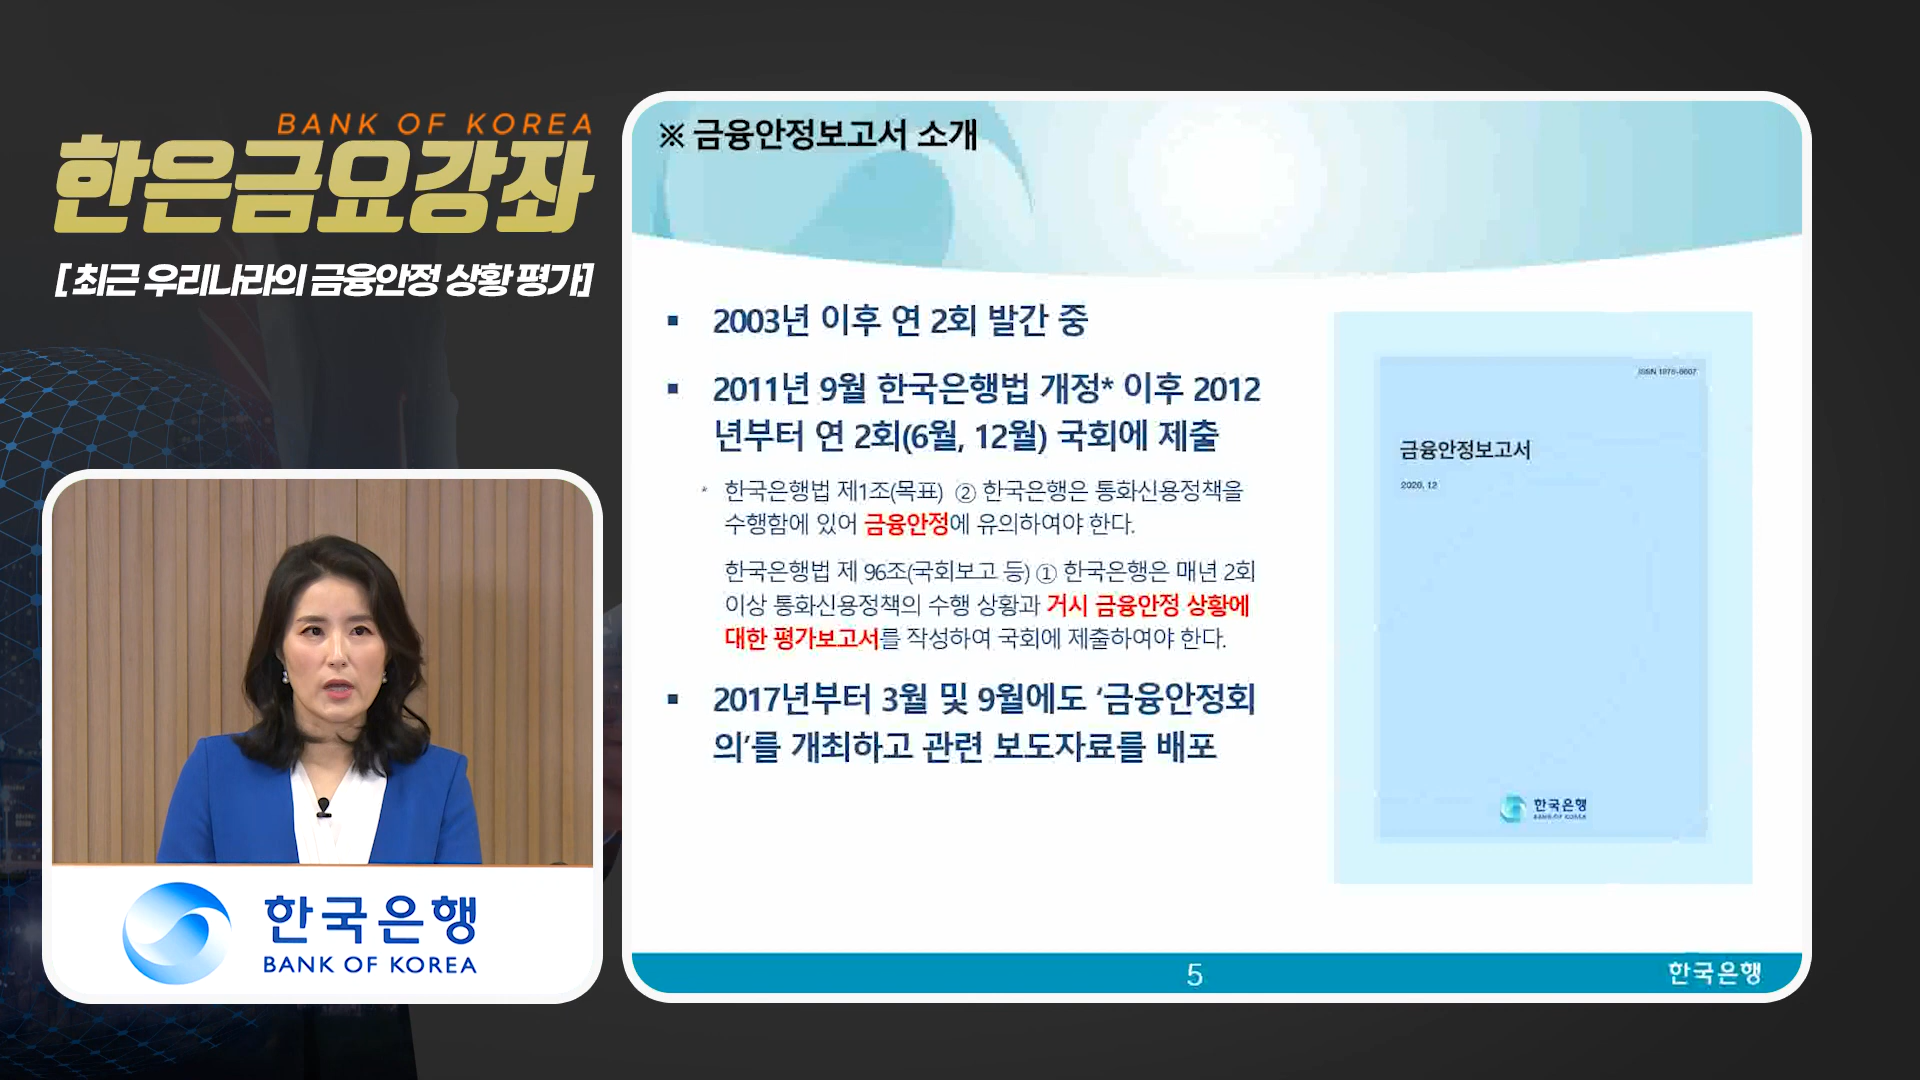 BANK OF KOREA
한은금요강좌
[최근 우리나라의 금융안정 상황 평가]
한국은행
BANK OF KOREA
※ 금융안정보고서 소개
▪ 2003년 이후 연 2회 발간 중
▪ 2011년 9월 한국은행법 개정* 이후 2012
년부터 연 2회(6월, 12월) 국회에 제출
* 한국은행법 제1조(목표) ② 한국은행은 통화신용정책을
수행함에 있어 금융안정에 유의하여야 한다.
한국은행법 제 96조(국회보고 등) ① 한국은행은 매년 2회
이상 통화신용정책의 수행 상황과 거시 금융안정 상황에
대한 평가보고서를 작성하여 국회에 제출하여야 한다.
▪ 2017년부터 3월 및 9월에도 ‘금융안정회
의’를 개최하고 관련 보도자료를 배포
ISSN 1975-6607
금융안정보고서
2020. 12
한국은행
BANK OF KOREA
5
한국은행